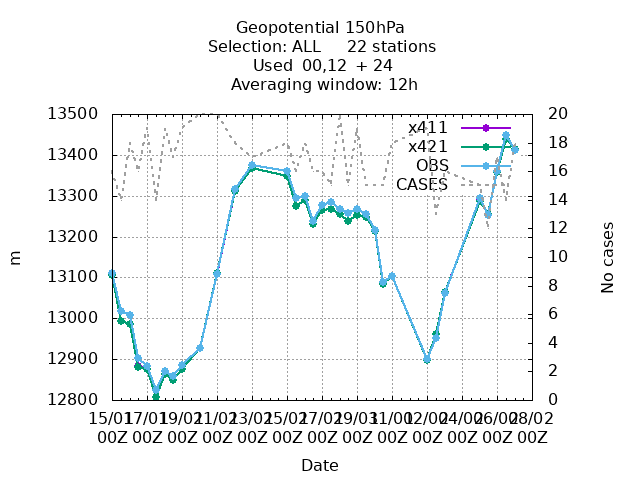 Geopotential 150hPa
Selection: ALL 22 stations
Used 00,12 + 24
Averaging window: 12h
13500
13400
13300
13200
13100
13000
12900
12800
m
x411
x421
OBS
CASES
20
18
16
14
12
10
8
6
4
2
0
No cases
15/01 17/01 19/01 21/01 23/01 25/01 27/01 29/01 31/01 02/02 04/02 06/02 08/02
00Z 00Z 00Z 00Z 00Z 00Z 00Z 00Z 00Z 00Z 00Z 00Z 00Z
Date